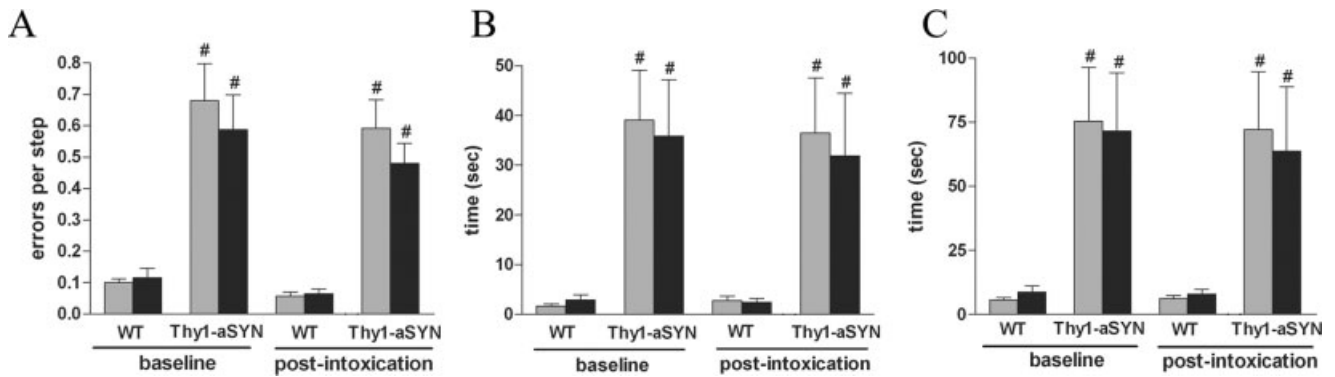 A
B
C
errors per step
0.8
0.7
0.6
0.5
0.4
0.3
0.2
0.1
0.0
# # # #
WT Thy1-aSYN WT Thy1-aSYN
baseline post-intoxication
time (sec)
50
40
30
20
10
0
# # # #
WT Thy1-aSYN WT Thy1-aSYN
baseline post-intoxication
time (sec)
100
75
50
25
0
# # # #
WT Thy1-aSYN WT Thy1-aSYN
baseline post-intoxication